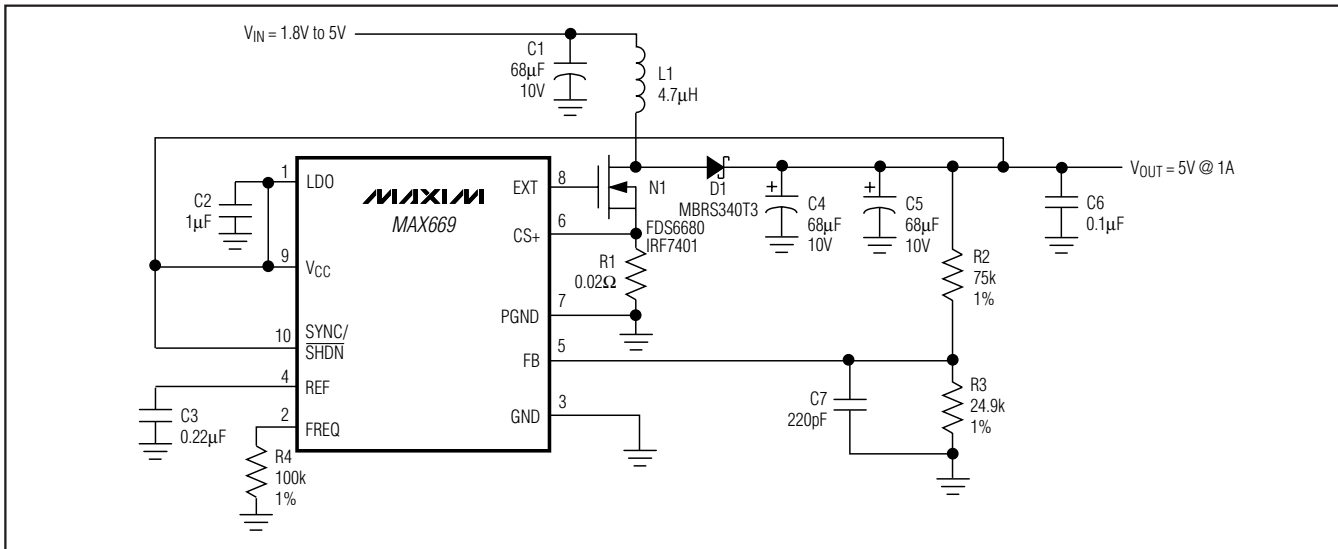 V_IN = 1.8V to 5V
C1
68μF
10V
L1
4.7μH
1
LDO
MAXIM
MAX669
EXT
8
N1
FDS6680
IRF7401
D1
MBRS340T3
C4
68μF
10V
C5
68μF
10V
V_OUT = 5V @ 1A
C6
0.1μF
C2
1μF
CS+
6
R1
0.02Ω
R2
75k
1%
9
V_CC
PGND
7
10
SYNC/
SHDN
FB
5
4
REF
C3
0.22μF
2
FREQ
GND
3
C7
220pF
R3
24.9k
1%
R4
100k
1%
+
+